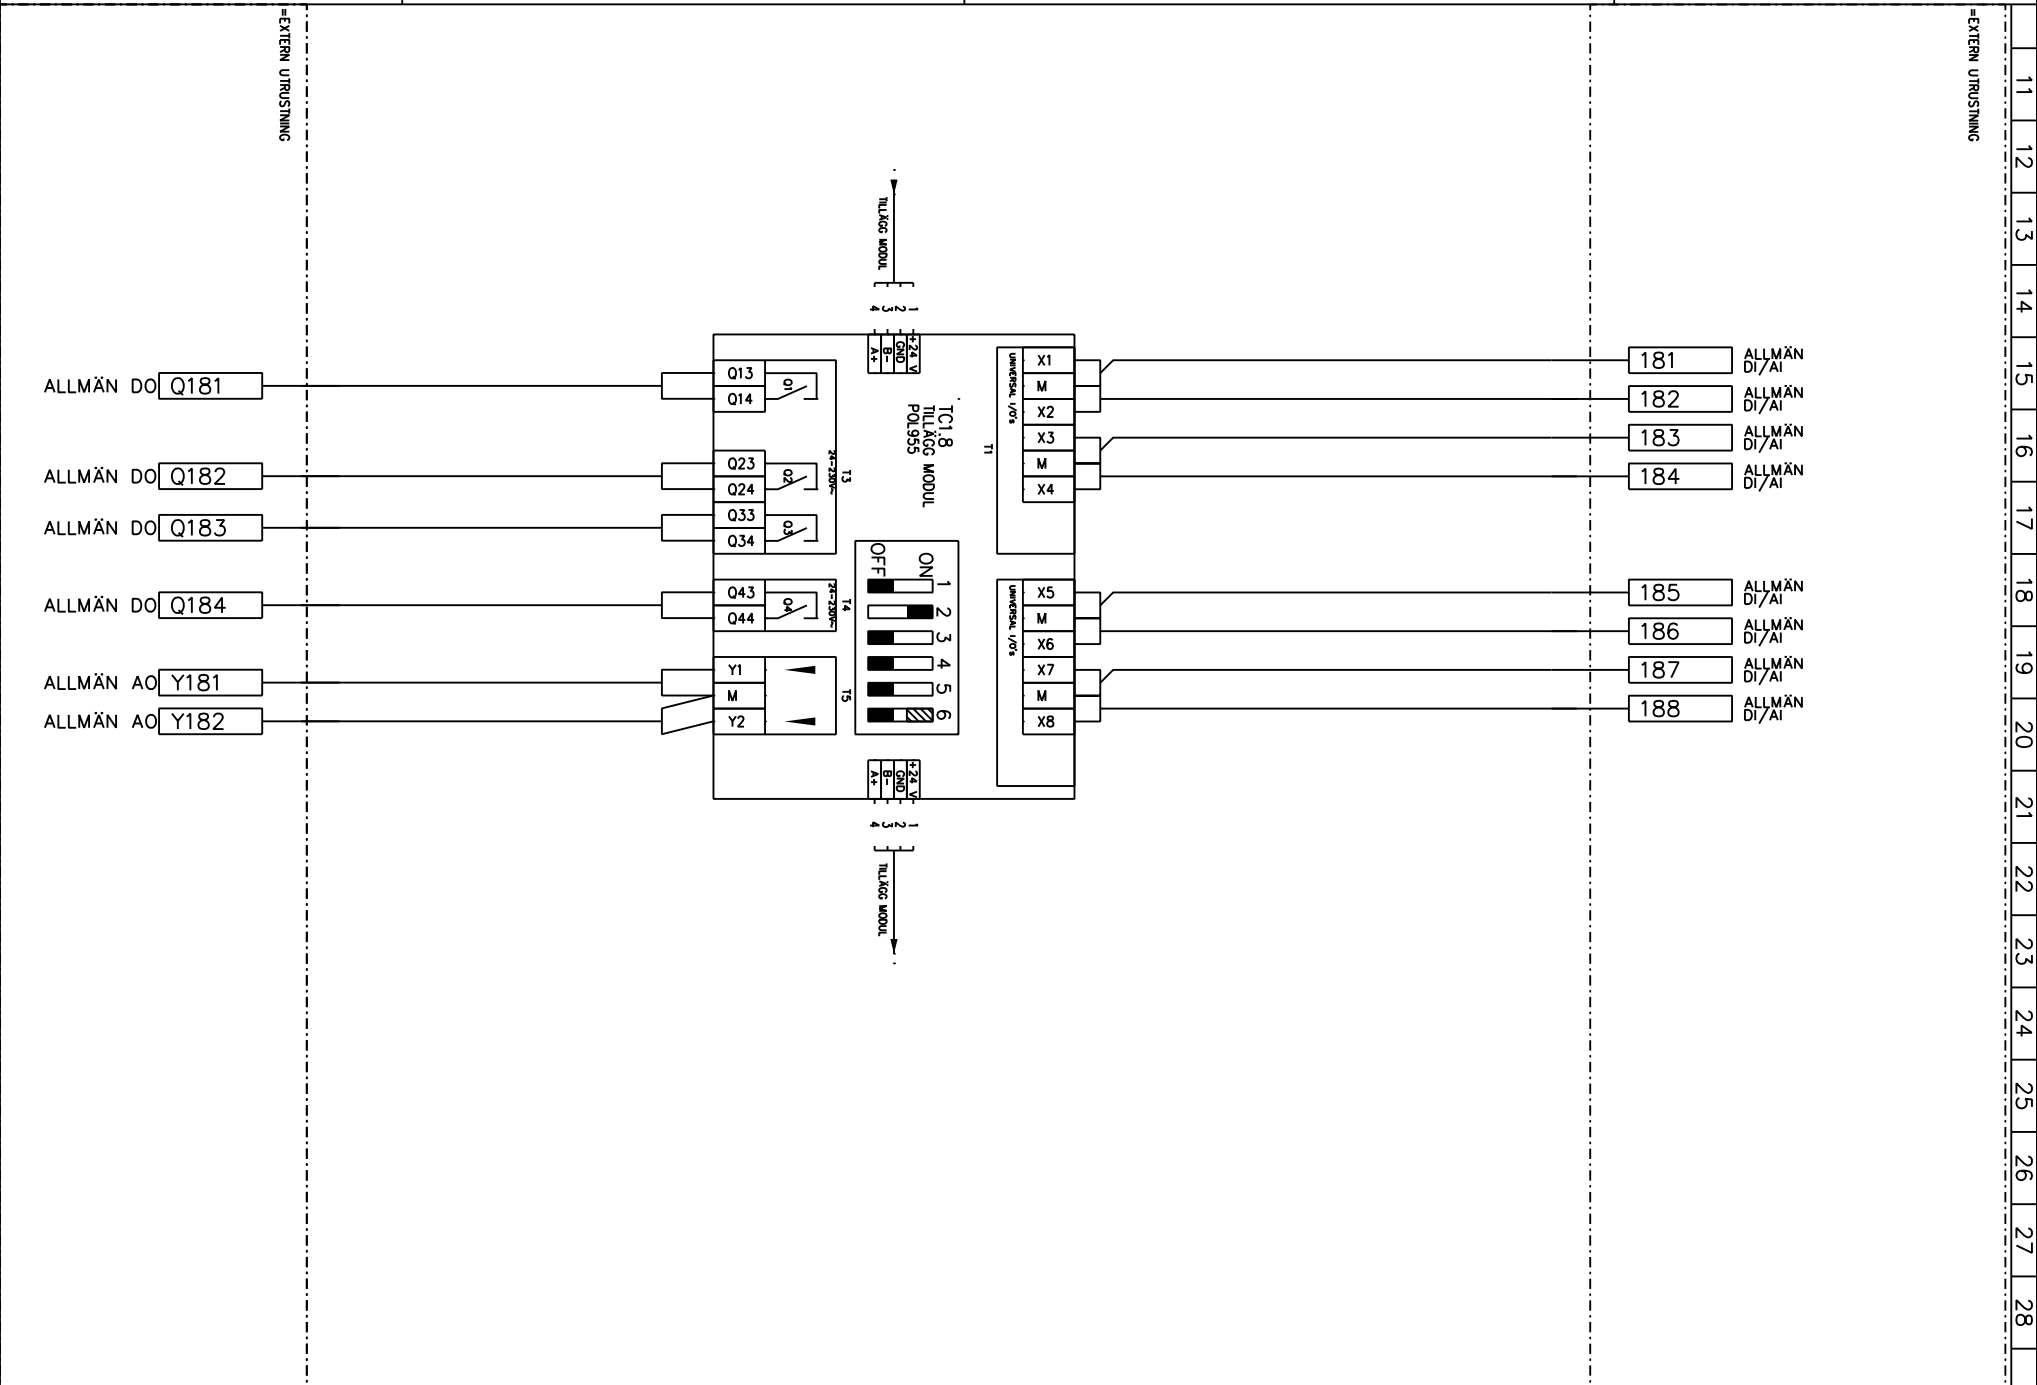 =EXTERN UTRUSTNING
=EXTERN UTRUSTNING
11
12
13
14
15
16
17
18
19
20
21
22
23
24
25
26
27
28
TILLÄGG MODUL
1
2
3
4
+24 V
GND
B-
A+
TC1.8
TILLÄGG MODUL
POL955
ALLMÄN DO Q181
ALLMÄN DO Q182
ALLMÄN DO Q183
ALLMÄN DO Q184
ALLMÄN AO Y181
ALLMÄN AO Y182
Q13
Q14
Q1
Q23
Q24
Q2
Q33
Q34
Q3
T3
24-230V~
Q43
Q44
Q4
T4
24-230V~
Y1
M
Y2
T5
OFF
ON
1
2
3
4
5
6
T1
UNIVERSAL I/O's
X1
M
X2
X3
M
X4
UNIVERSAL I/O's
X5
M
X6
X7
M
X8
181 ALLMÄN
DI/AI
182 ALLMÄN
DI/AI
183 ALLMÄN
DI/AI
184 ALLMÄN
DI/AI
185 ALLMÄN
DI/AI
186 ALLMÄN
DI/AI
187 ALLMÄN
DI/AI
188 ALLMÄN
DI/AI
+24 V
GND
B-
A+
1
2
3
4
TILLÄGG MODUL